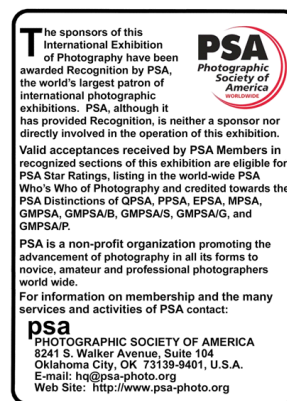 The sponsors of this
International Exhibition
of Photography have been
awarded Recognition by PSA,
the world's largest patron of
international photographic
exhibitions. PSA, although it
has provided Recognition, is neither a sponsor nor
directly involved in the operation of this exhibition.
PSA
Photographic
Society of
America
WORLDWIDE
Valid acceptances received by PSA Members in
recognized sections of this exhibition are eligible for
PSA Star Ratings, listing in the world-wide PSA
Who's Who of Photography and credited towards the
PSA Distinctions of QPSA, PPSA, EPSA, MPSA,
GMPSA, GMPSA/B, GMPSA/S, GMPSA/G, and
GMPSA/P.
PSA is a non-profit organization promoting the
advancement of photography in all its forms to
novice, amateur and professional photographers
world wide.
For information on membership and the many
services and activities of PSA contact:
psa
PHOTOGRAPHIC SOCIETY OF AMERICA
8241 S. Walker Avenue, Suite 104
Oklahoma City, OK 73139-9401, U.S.A.
E-mail: hq@psa-photo.org
Web Site: http://www.psa-photo.org